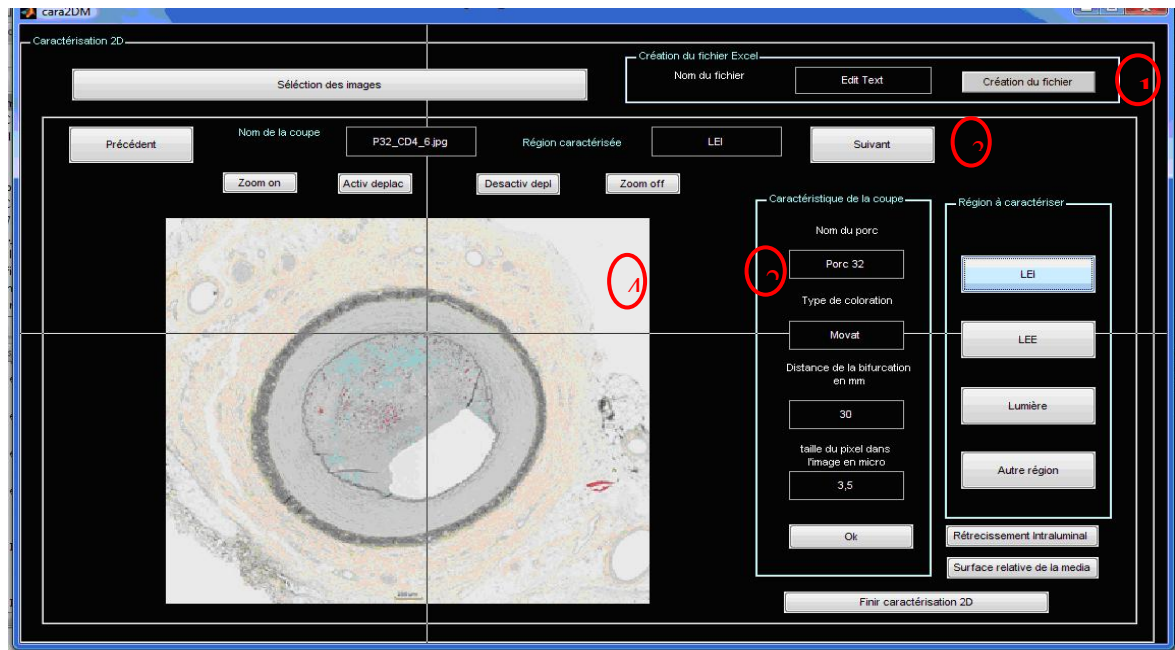 cara2DM
Caractérisation 2D
Création du fichier Excel
Séléction des images
Nom du fichier
Edit Text
Création du fichier
1
Précédent
Nom de la coupe
P32_CD4_6.jpg
Région caractérisée
LEI
Suivant
Zoom on
Activ deplac
Desactiv depl
Zoom off
Caractéristique de la coupe
Nom du porc
Porc 32
Type de coloration
Movat
Distance de la bifurcation
en mm
30
taille du pixel dans
l'image en micro
3,5
Ok
Région à caractériser
LEI
LEE
Lumière
Autre région
Rétrecissement Intraluminal
Surface relative de la media
Finir caractérisation 2D